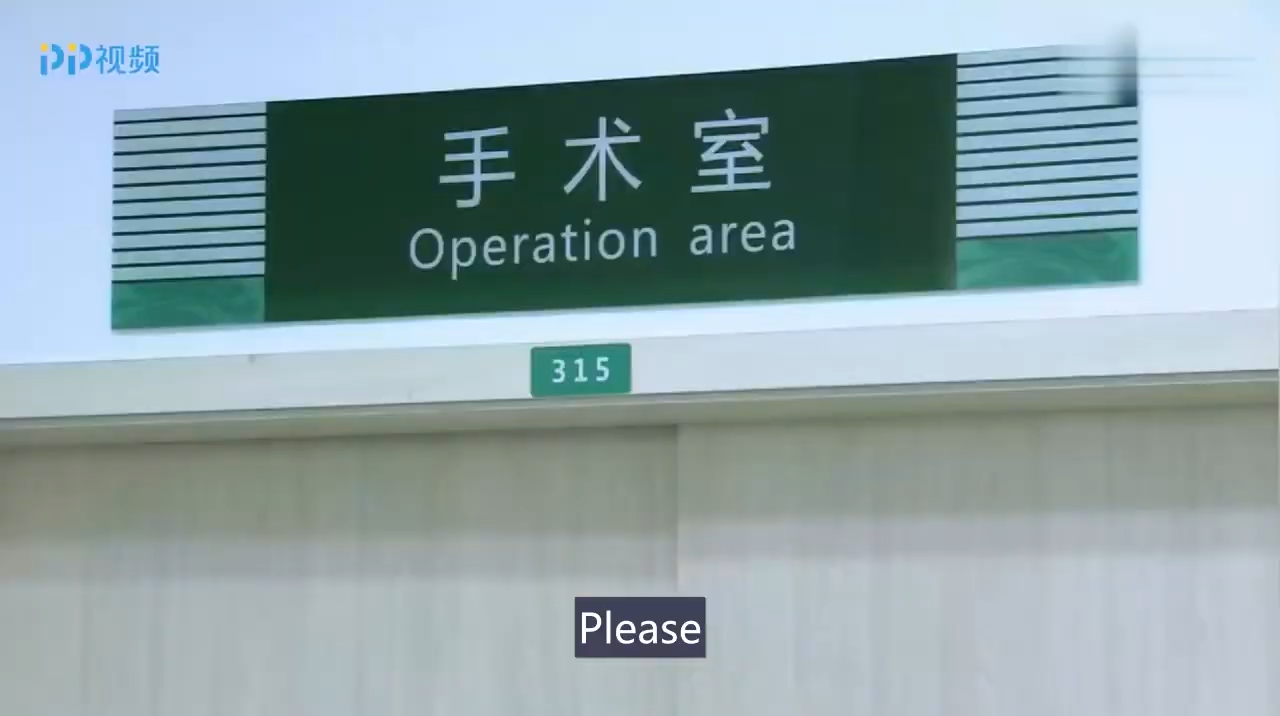 PP视频
手术室
Operation area
315
Please